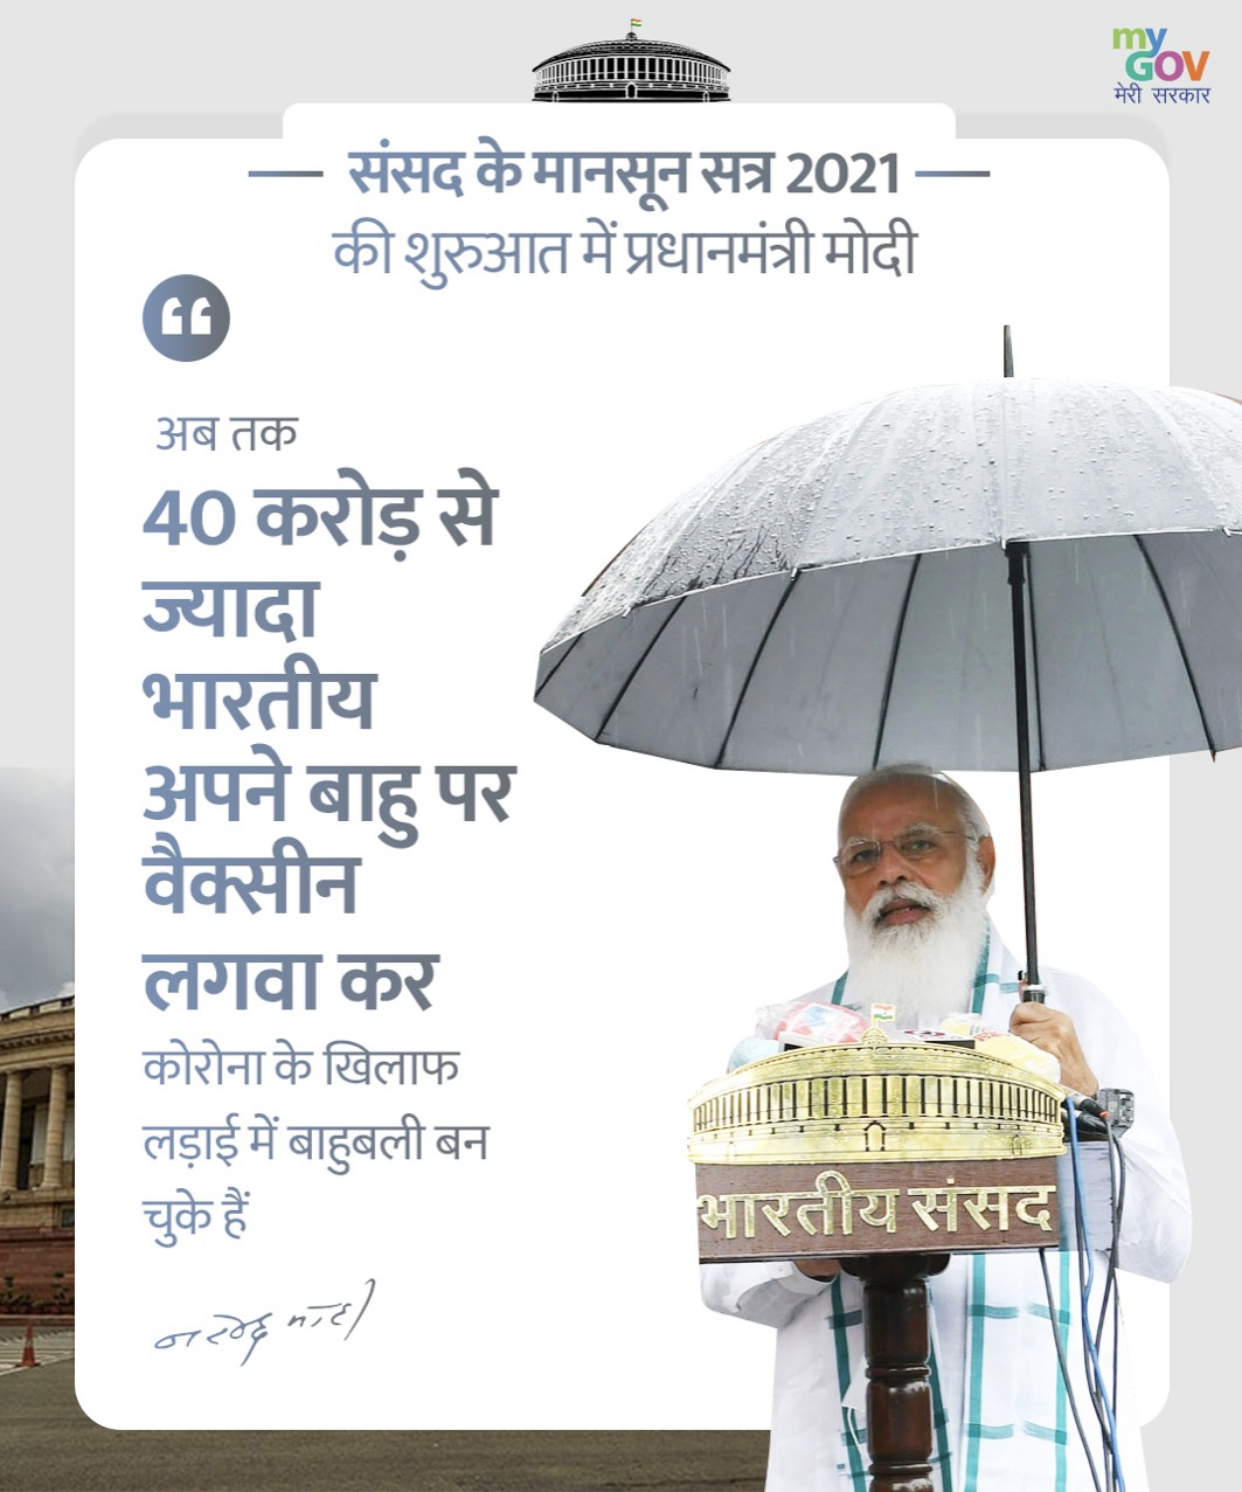 my
GOV
मेरी सरकार
संसद के मानसून सत्र 2021
की शुरुआत में प्रधानमंत्री मोदी
अब तक
40 करोड़ से
ज्यादा
भारतीय
अपने बाहु पर
वैक्सीन
लगवा कर
कोरोना के खिलाफ
लड़ाई में बाहुबली बन
चुके हैं
नरेन्द्र मोदी
भारतीय संसद